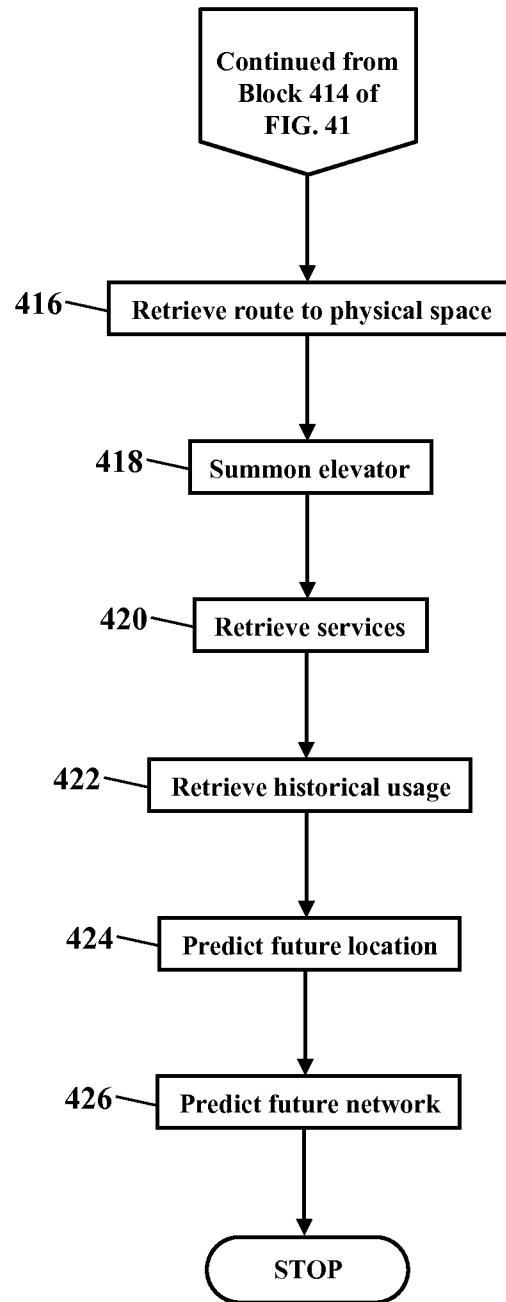 Continued from
Block 414 of
FIG. 41
416
Retrieve route to physical space
418
Summon elevator
420
Retrieve services
422
Retrieve historical usage
424
Predict future location
426
Predict future network
STOP